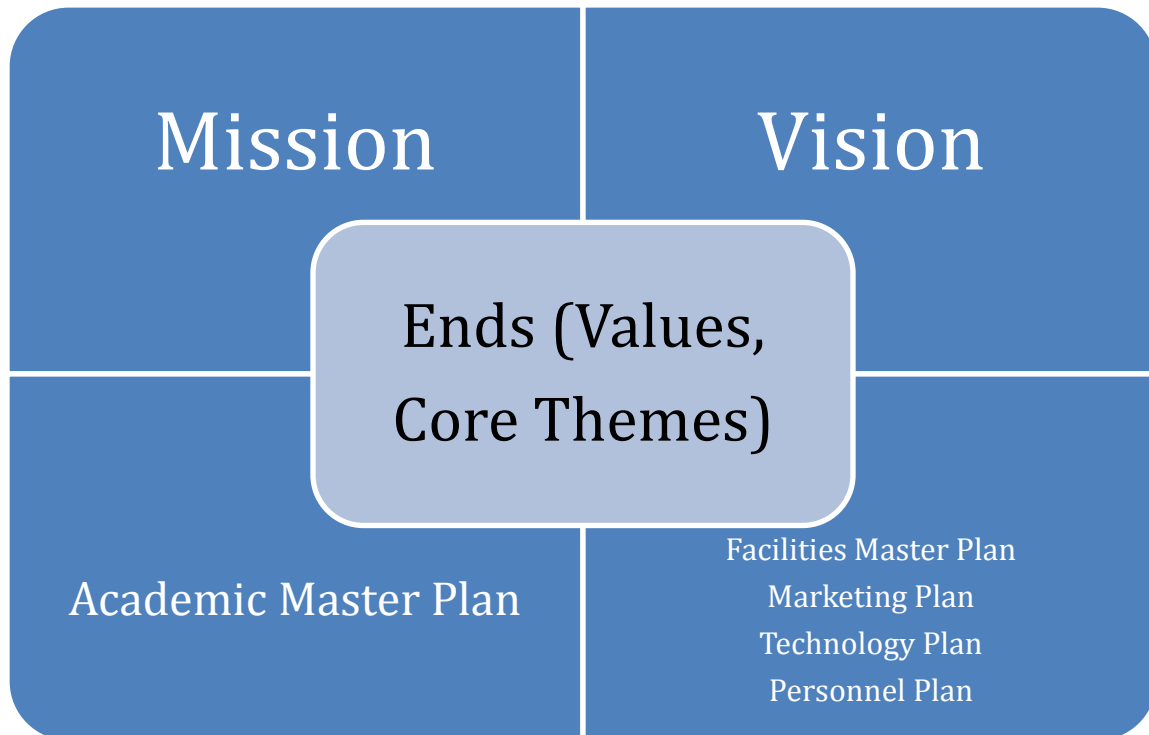 Mission
Vision
Ends (Values,
Core Themes)
Academic Master Plan
Facilities Master Plan
Marketing Plan
Technology Plan
Personnel Plan